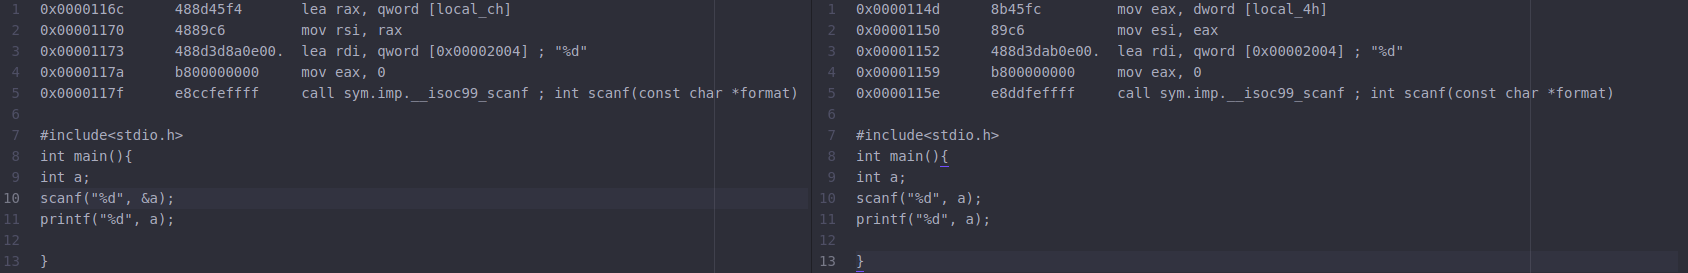 1 0x0000116c 488d45f4 lea rax, qword [local_ch]
2 0x00001170 4889c6 mov rsi, rax
3 0x00001173 488d3d8a0e00. lea rdi, qword [0x00002004] ; "%d"
4 0x0000117a b800000000 mov eax, 0
5 0x0000117f e8ccfeffff call sym.imp.__isoc99_scanf ; int scanf(const char *format)
6
7 #include<stdio.h>
8 int main(){
9 int a;
10 scanf("%d", &a);
11 printf("%d", a);
12
13 }
1 0x0000114d 8b45fc mov eax, dword [local_4h]
2 0x00001150 89c6 mov esi, eax
3 0x00001152 488d3dab0e00. lea rdi, qword [0x00002004] ; "%d"
4 0x00001159 b800000000 mov eax, 0
5 0x0000115e e8ddfeffff call sym.imp.__isoc99_scanf ; int scanf(const char *format)
6
7 #include<stdio.h>
8 int main(){
9 int a;
10 scanf("%d", a);
11 printf("%d", a);
12
13 }